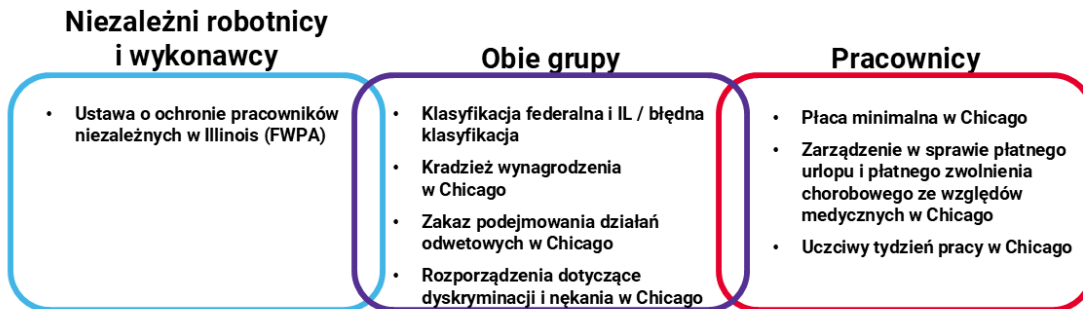 Niezależni robotnicy
i wykonawcy
• Ustawa o ochronie pracowników
niezależnych w Illinois (FWPA)
Obie grupy
• Klasyfikacja federalna i IL / błędna
klasyfikacja
• Kradzież wynagrodzenia
w Chicago
• Zakaz podejmowania działań
odwetowych w Chicago
• Rozporządzenia dotyczące
dyskryminacji i nękania w Chicago
Pracownicy
• Płaca minimalna w Chicago
• Zarządzenie w sprawie płatnego
urlopu i płatnego zwolnienia
chorobowego ze względów
medycznych w Chicago
• Uczciwy tydzień pracy w Chicago